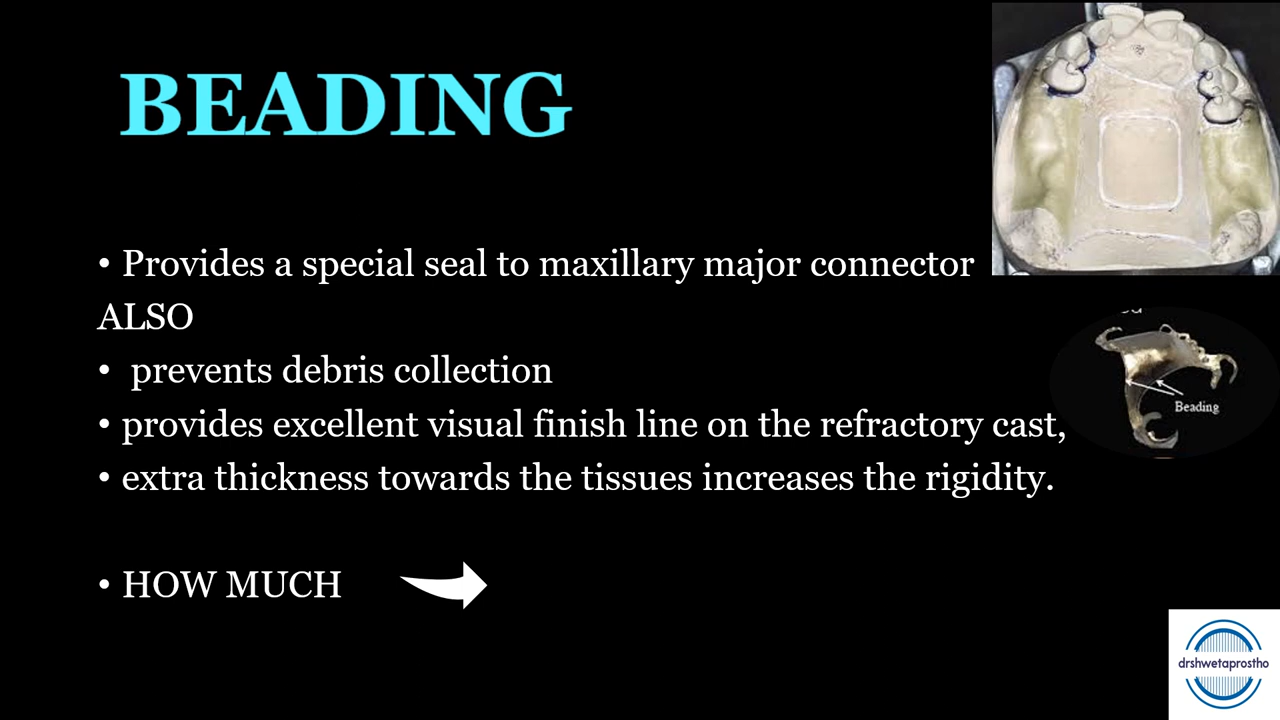 BEADING
• Provides a special seal to maxillary major connector
ALSO
• prevents debris collection
• provides excellent visual finish line on the refractory cast,
• extra thickness towards the tissues increases the rigidity.
Beading
• HOW MUCH
drshwetaprostho